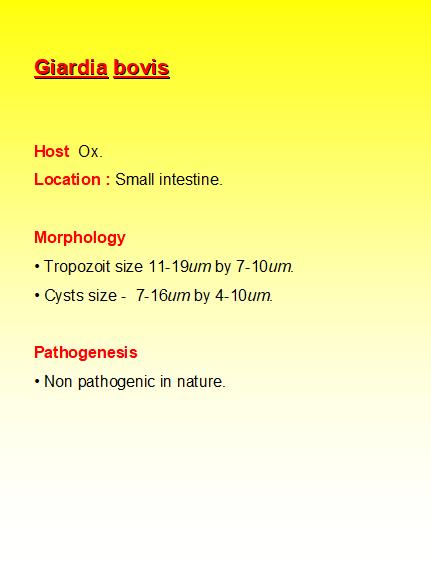 Giardia bovis
Host  Ox.
Location : Small intestine.
Morphology
• Tropozoit size 11-19um by 7-10um.
• Cysts size -  7-16um by 4-10um.
Pathogenesis
• Non pathogenic in nature.